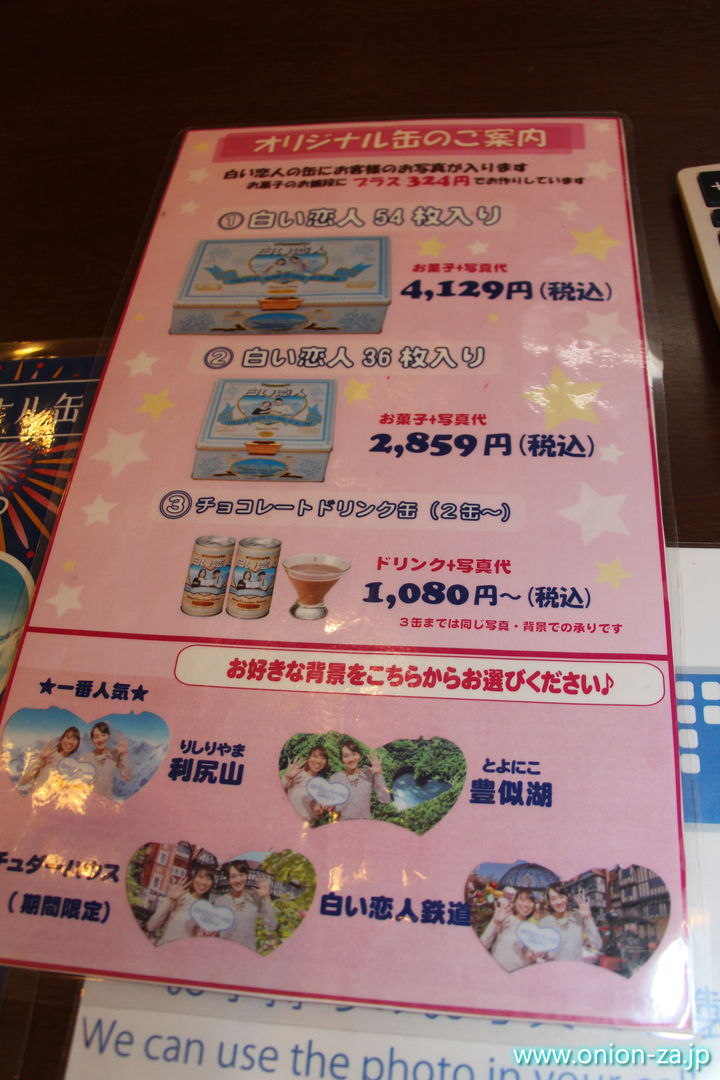 オリジナル缶のご案内
白い恋人の缶にお客様のお写真が入ります
お菓子のお値段に プラス 324円 でお作りしています
① 白い恋人 54 枚入り
お菓子+写真代
4,129円(税込)
② 白い恋人 36 枚入り
お菓子+写真代
2,859円(税込)
③ チョコレートドリンク缶(2缶〜)
ドリンク+写真代
1,080円〜(税込)
3缶までは同じ写真・背景での承りです
お好きな背景をこちらからお選びください♪
★一番人気★
りしりやま
利尻山
とよにこ
豊似湖
チューダーハウス
(期間限定)
白い恋人鉄道
ル缶
We can use the photo in your
www.onion-za.jp